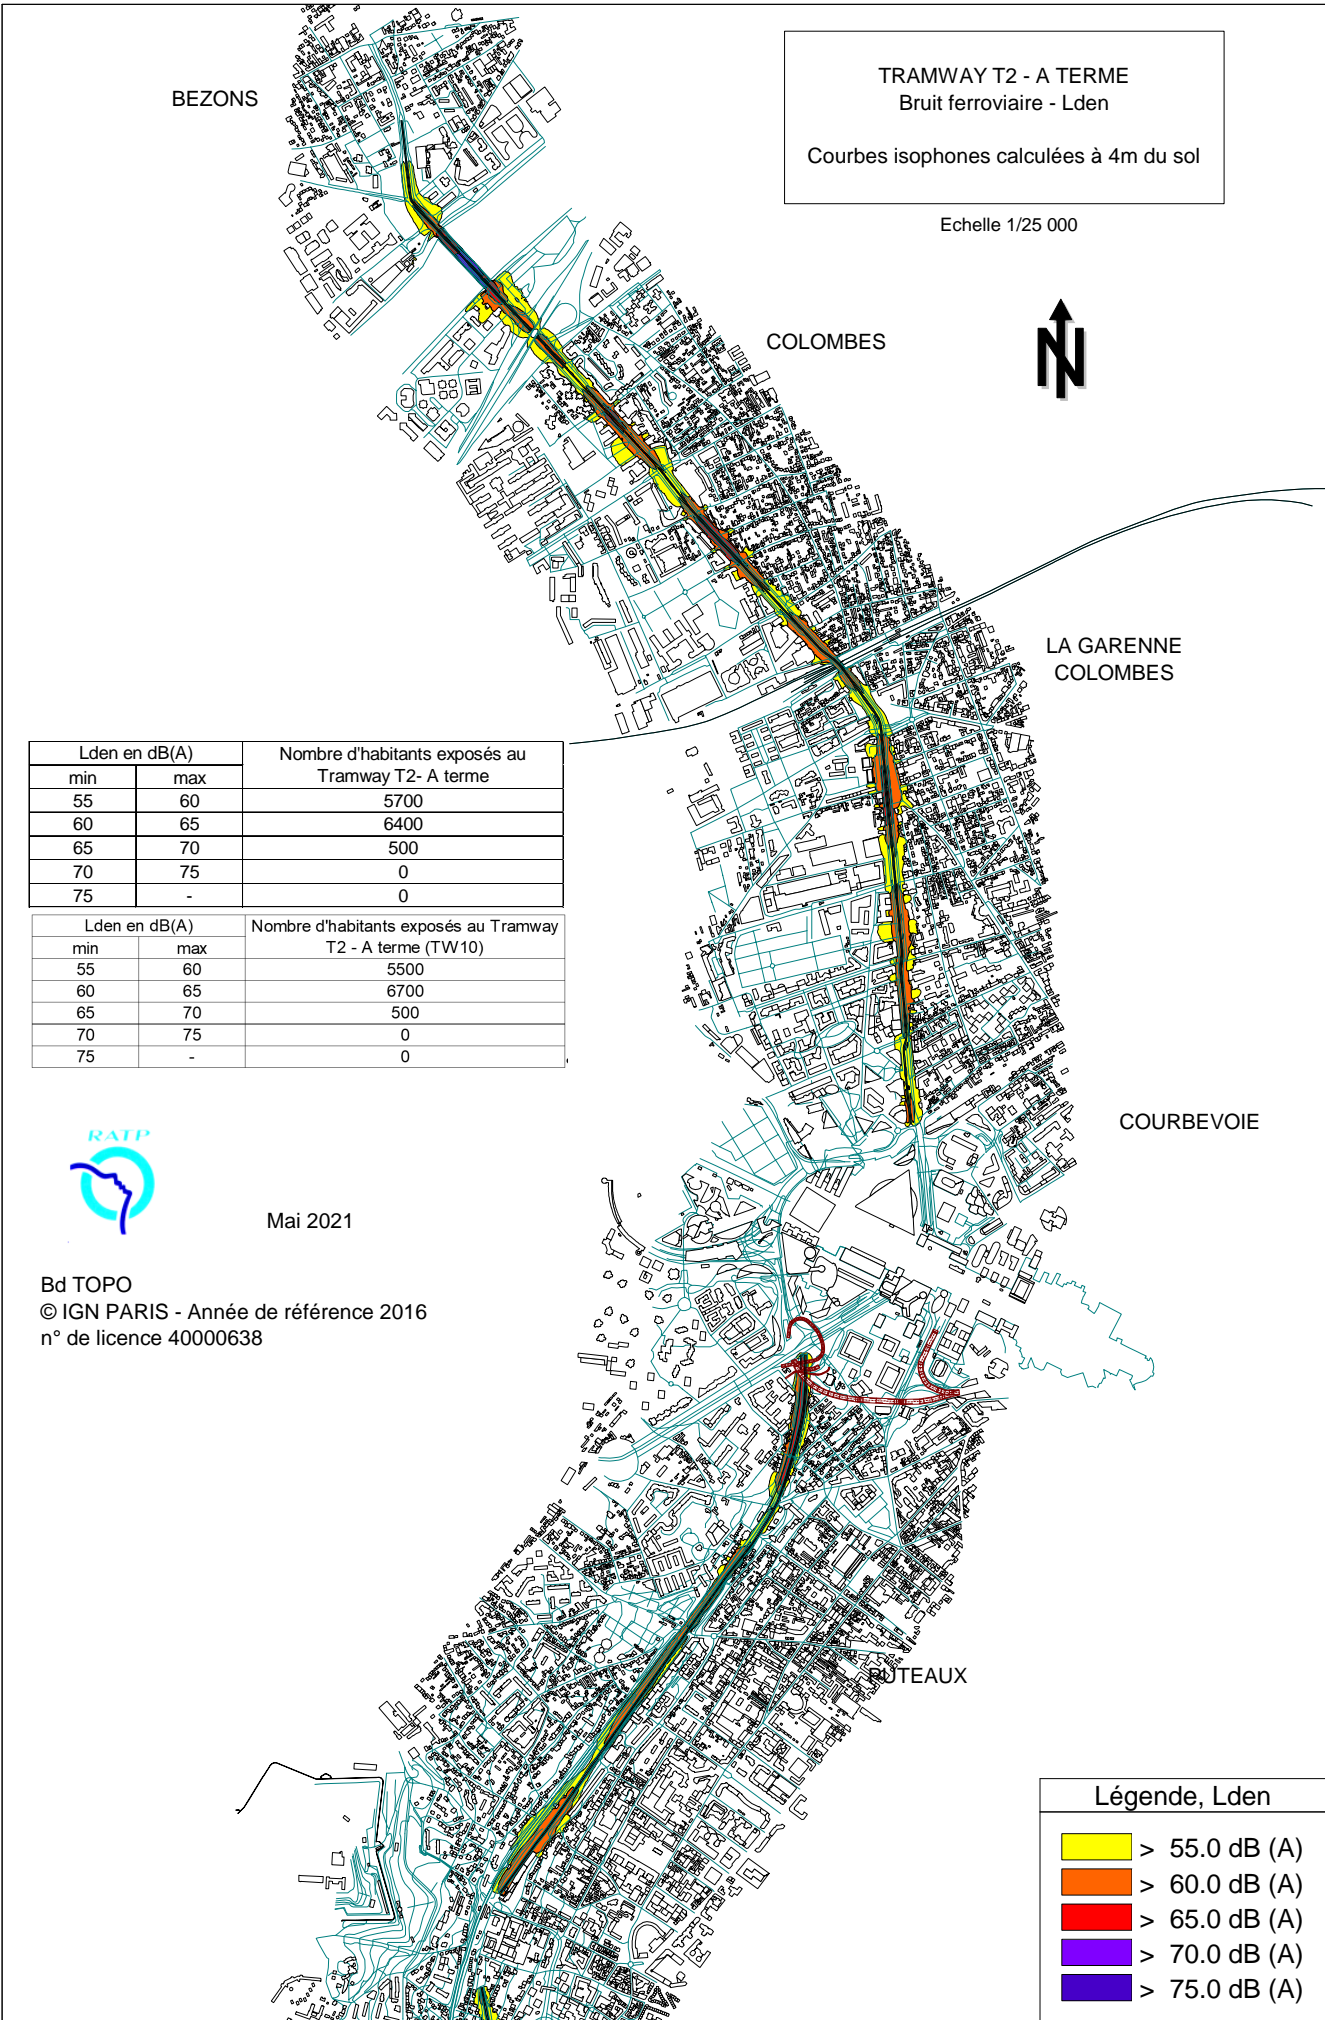 BEZONS
TRAMWAY T2 - A TERME
Bruit ferroviaire - Lden
Courbes isophones calculées à 4m du sol
Echelle 1/25 000
N
COLOMBES
LA GARENNE
COLOMBES
Lden en dB(A) Nombre d'habitants exposés au
Tramway T2- A terme
min max
55 60 5700
60 65 6400
65 70 500
70 75 0
75 - 0
Lden en dB(A) Nombre d'habitants exposés au Tramway
T2 - A terme (TW10)
min max
55 60 5500
60 65 6700
65 70 500
70 75 0
75 - 0
COURBEVOIE
RATP
Mai 2021
Bd TOPO
© IGN PARIS - Année de référence 2016
n° de licence 40000638
PUTEAUX
Légende, Lden
> 55.0 dB (A)
> 60.0 dB (A)
> 65.0 dB (A)
> 70.0 dB (A)
> 75.0 dB (A)